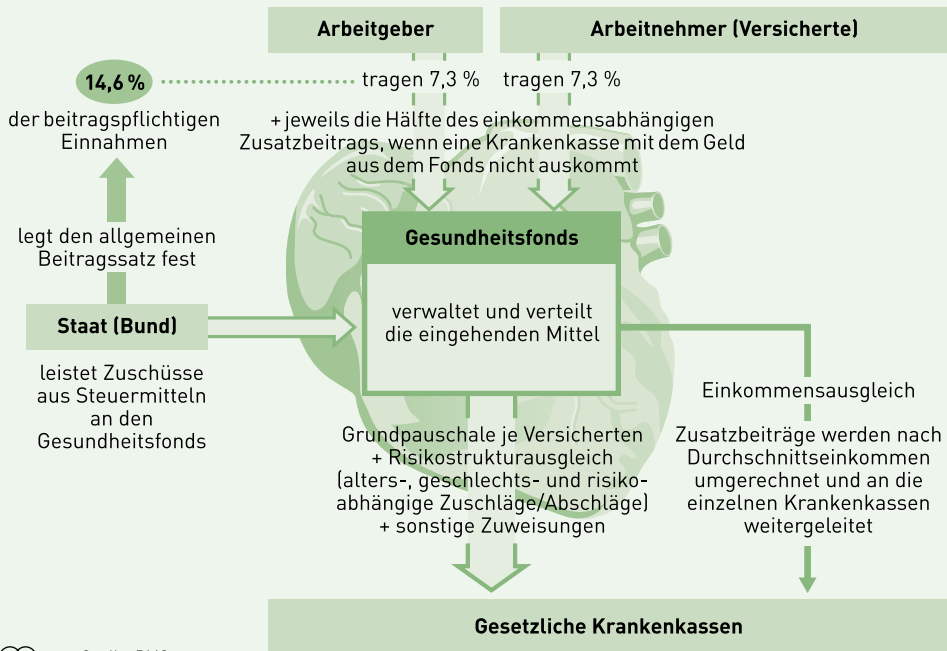 Arbeitgeber
Arbeitnehmer (Versicherte)
14,6 %
tragen 7,3 %
tragen 7,3 %
der beitragspflichtigen
Einnahmen
+ jeweils die Hälfte des einkommensabhängigen
Zusatzbeitrags, wenn eine Krankenkasse mit dem Geld
aus dem Fonds nicht auskommt
legt den allgemeinen
Beitragssatz fest
Gesundheitsfonds
verwaltet und verteilt
die eingehenden Mittel
Staat (Bund)
leistet Zuschüsse
aus Steuermitteln
an den
Gesundheitsfonds
Einkommensausgleich
Zusatzbeiträge werden nach
Durchschnittseinkommen
umgerechnet und an die
einzelnen Krankenkassen
weitergeleitet
Grundpauschale je Versicherten
+ Risikostrukturausgleich
(alters-, geschlechts- und risiko-
abhängige Zuschläge/Abschläge)
+ sonstige Zuweisungen
Gesetzliche Krankenkassen